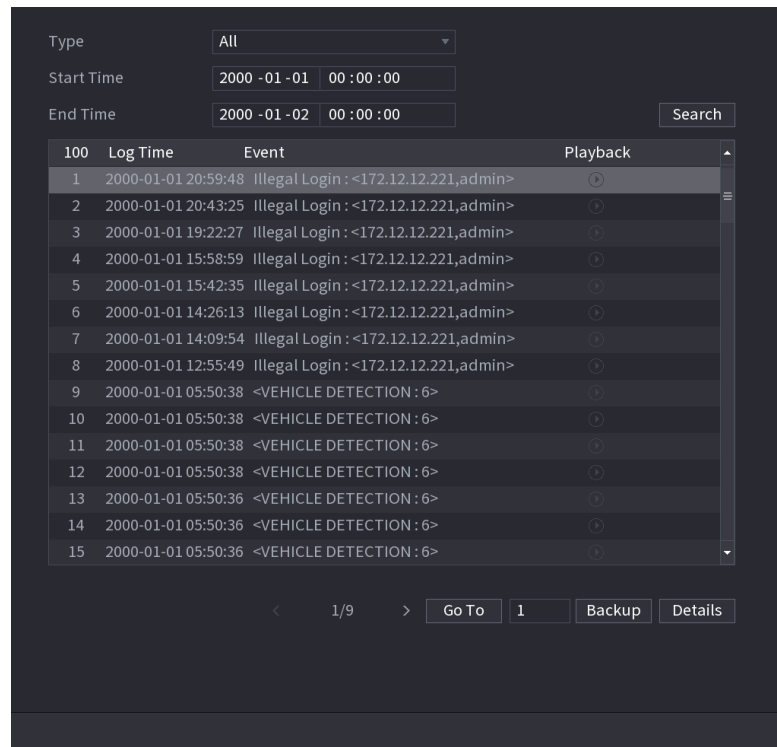 Type All
Start Time 2000 -01 -01 00 : 00 : 00
End Time 2000 -01 -02 00 : 00 : 00 Search
100 Log Time Event Playback
1 2000-01-01 20:59:48 Illegal Login : <172.12.12.221,admin>
2 2000-01-01 20:43:25 Illegal Login : <172.12.12.221,admin>
3 2000-01-01 19:22:27 Illegal Login : <172.12.12.221,admin>
4 2000-01-01 15:58:59 Illegal Login : <172.12.12.221,admin>
5 2000-01-01 15:42:35 Illegal Login : <172.12.12.221,admin>
6 2000-01-01 14:26:13 Illegal Login : <172.12.12.221,admin>
7 2000-01-01 14:09:54 Illegal Login : <172.12.12.221,admin>
8 2000-01-01 12:55:49 Illegal Login : <172.12.12.221,admin>
9 2000-01-01 05:50:38 <VEHICLE DETECTION : 6>
10 2000-01-01 05:50:38 <VEHICLE DETECTION : 6>
11 2000-01-01 05:50:38 <VEHICLE DETECTION : 6>
12 2000-01-01 05:50:38 <VEHICLE DETECTION : 6>
13 2000-01-01 05:50:36 <VEHICLE DETECTION : 6>
14 2000-01-01 05:50:36 <VEHICLE DETECTION : 6>
15 2000-01-01 05:50:36 <VEHICLE DETECTION : 6>
< 1/9 > Go To 1 Backup Details